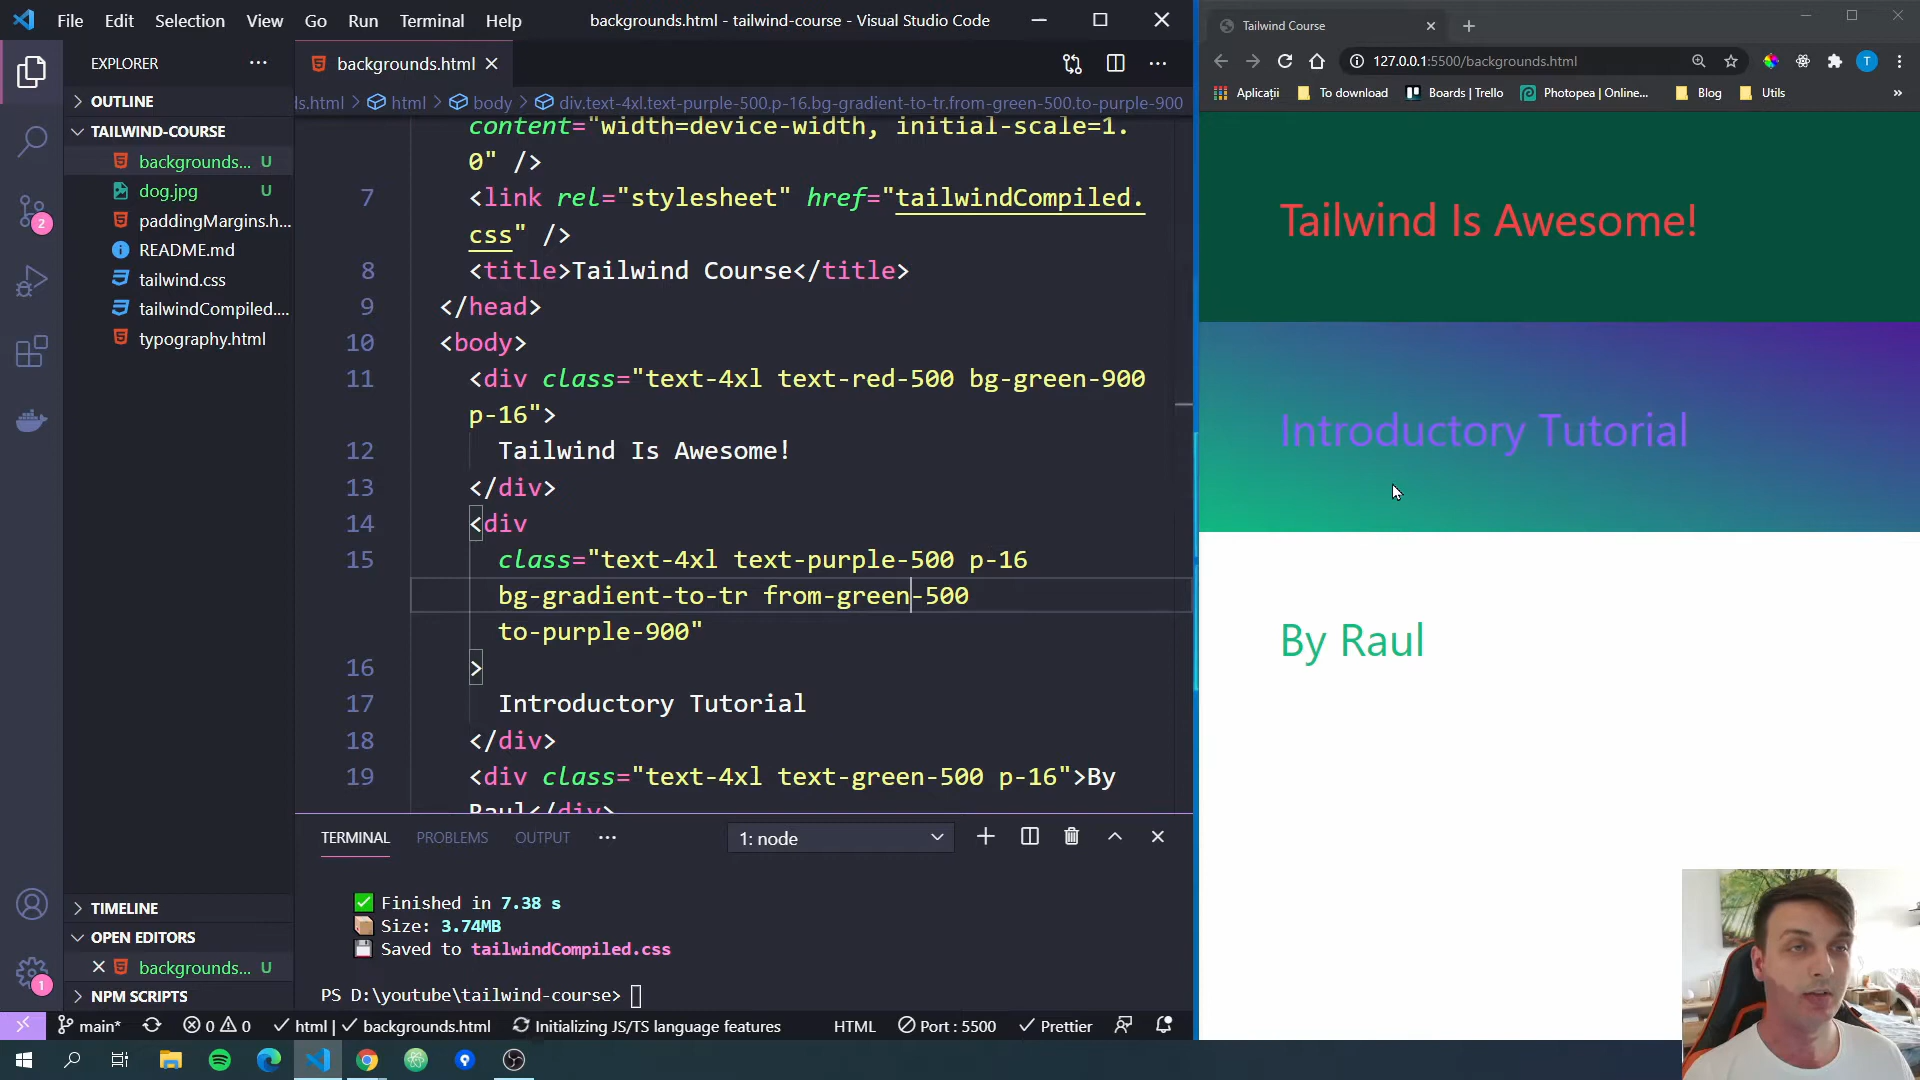 File Edit Selection View Go Run Terminal Help backgrounds.html - tailwind-course - Visual Studio Code
EXPLORER
OUTLINE
TAILWIND-COURSE
backgrounds... U
dog.jpg U
paddingMargins.h...
README.md
tailwind.css
tailwindCompiled....
typography.html
2
TIMELINE
OPEN EDITORS
backgrounds... U
NPM SCRIPTS
1
backgrounds.html
ds.html > html > body > div.text-4xl.text-purple-500.p-16.bg-gradient-to-tr.from-green-500.to-purple-900
content="width=device-width, initial-scale=1.
0" />
7 <link rel="stylesheet" href="tailwindCompiled.
css" />
8 <title>Tailwind Course</title>
9 </head>
10 <body>
11 <div class="text-4xl text-red-500 bg-green-900
p-16">
12 Tailwind Is Awesome!
13 </div>
14 <div
15 class="text-4xl text-purple-500 p-16
bg-gradient-to-tr from-green-500
to-purple-900"
16 >
17 Introductory Tutorial
18 </div>
19 <div class="text-4xl text-green-500 p-16">By
Raul</div>
TERMINAL PROBLEMS OUTPUT 1: node
Finished in 7.38 s
Size: 3.74MB
Saved to tailwindCompiled.css
PS D:\youtube\tailwind-course>
main* 0 0 html | backgrounds.html Initializing JS/TS language features HTML Port : 5500 Prettier
Tailwind Course
127.0.0.1:5500/backgrounds.html T
Aplicații To download Boards | Trello Photopea | Online... Blog Utils »
Tailwind Is Awesome!
Introductory Tutorial
By Raul